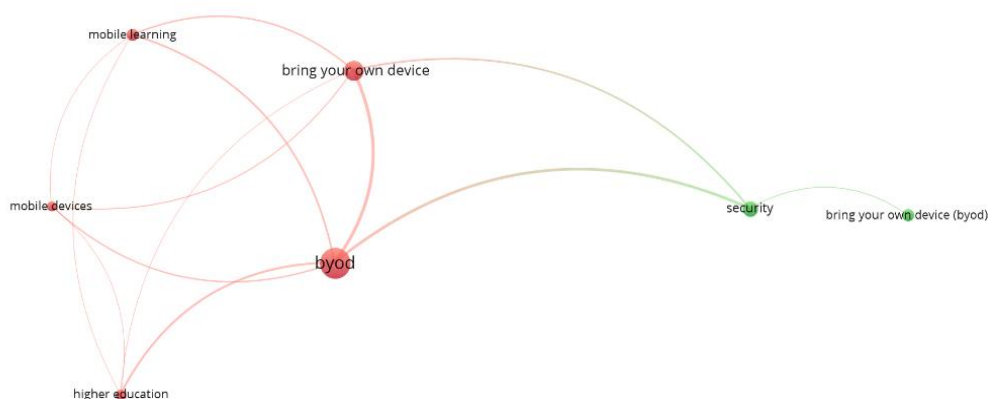 mobile learning
bring your own device
mobile devices
security
bring your own device (byod)
byod
higher education